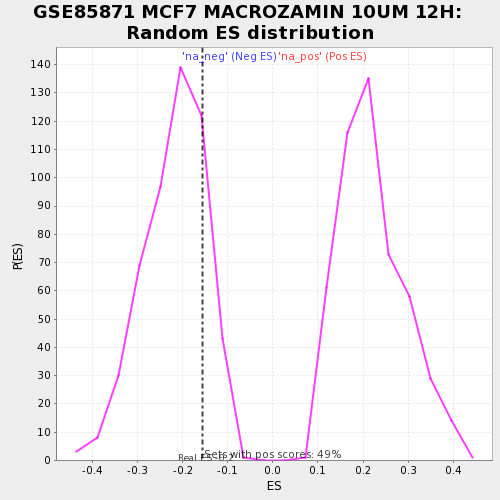 GSE85871 MCF7 MACROZAMIN 10UM 12H:
Random ES distribution
'na_neg' (Neg ES) 'na_pos' (Pos ES)
140
130
120
110
100
90
80
70
60
50
40
30
20
10
0
P(ES)
Sets with pos scores: 49%
Real ES
-0.4 -0.3 -0.2 -0.1 0.0 0.1 0.2 0.3 0.4
ES